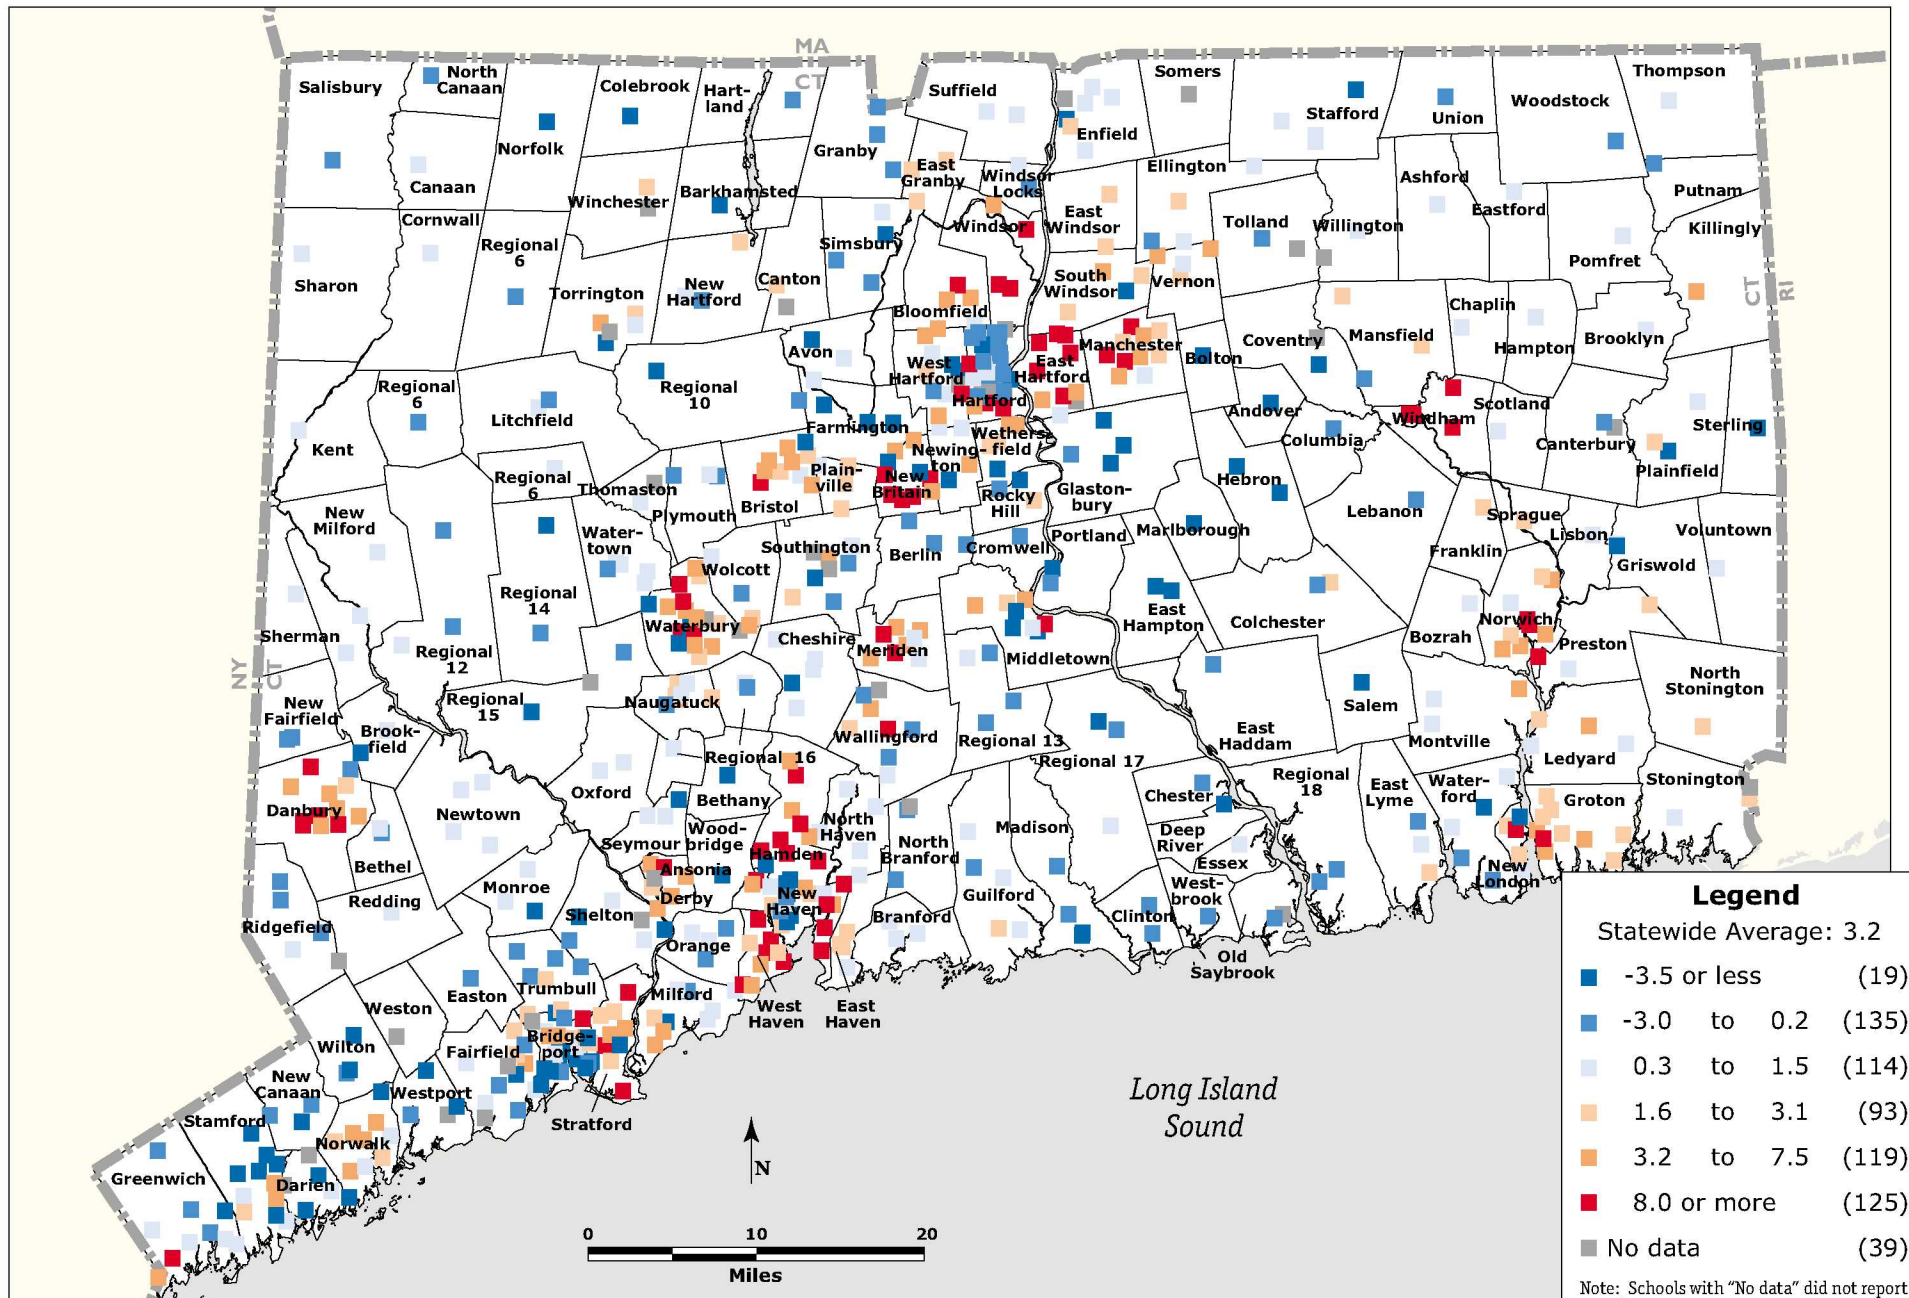 MA
CT
Salisbury
North
Canaan
Colebrook
Hart-
land
Suffield
Somers
Stafford
Union
Woodstock
Thompson
Norfolk
Granby
Enfield
Canaan
Winchester
Barkhamsted
East
Granby
Windsor
Locks
Ellington
Ashford
Eastford
Putnam
Cornwall
Regional
6
Simsbury
Windsor
East
Windsor
Tolland
Willington
Killingly
Sharon
Torrington
New
Hartford
Canton
South
Windsor
Vernon
Pomfret
CT
RI
Bloomfield
Chaplin
Avon
West
Hartford
East
Hartford
Manchester
Bolton
Coventry
Mansfield
Hampton
Brooklyn
Regional
6
Regional
10
Litchfield
Hartford
Andover
Windham
Scotland
Kent
Farmington
Wethers-
field
Columbia
Canterbury
Sterling
Regional
6
Thomaston
Plain-
ville
Newing-
ton
New
Britain
Rocky
Hill
Glaston-
bury
Hebron
Plainfield
New
Milford
Plymouth
Bristol
Marlborough
Lebanon
Sprague
Water-
town
Southington
Berlin
Cromwell
Portland
Franklin
Lisbon
Voluntown
Wolcott
Griswold
Regional
14
Waterbury
East
Hampton
Colchester
Norwich
Sherman
Regional
12
Cheshire
Meriden
Middletown
Bozrah
Preston
NY
CT
North
Stonington
New
Fairfield
Regional
15
Naugatuck
Salem
Brook-
field
Wallingford
Regional 13
East
Haddam
Montville
Ledyard
Regional 16
Regional 17
Danbury
Newtown
Oxford
Bethany
Chester
Regional
18
East
Lyme
Water-
ford
Groton
Stonington
Seymour
Wood-
bridge
North
Haven
North
Branford
Madison
Deep
River
Bethel
Ansonia
Hamden
Essex
New
London
Redding
Monroe
Derby
New
Haven
Guilford
West-
brook
Ridgefield
Shelton
Branford
Clinton
Orange
Old
Saybrook
Easton
Trumbull
Milford
Weston
West
Haven
East
Haven
Wilton
Fairfield
Bridge-
port
New
Canaan
Westport
Stratford
Stamford
Norwalk
Greenwich
Darien
Long Island
Sound
N
0 10 20
Miles
Legend
Statewide Average: 3.2
-3.5 or less (19)
-3.0 to 0.2 (135)
0.3 to 1.5 (114)
1.6 to 3.1 (93)
3.2 to 7.5 (119)
8.0 or more (125)
No data (39)
Note: Schools with “No data” did not report